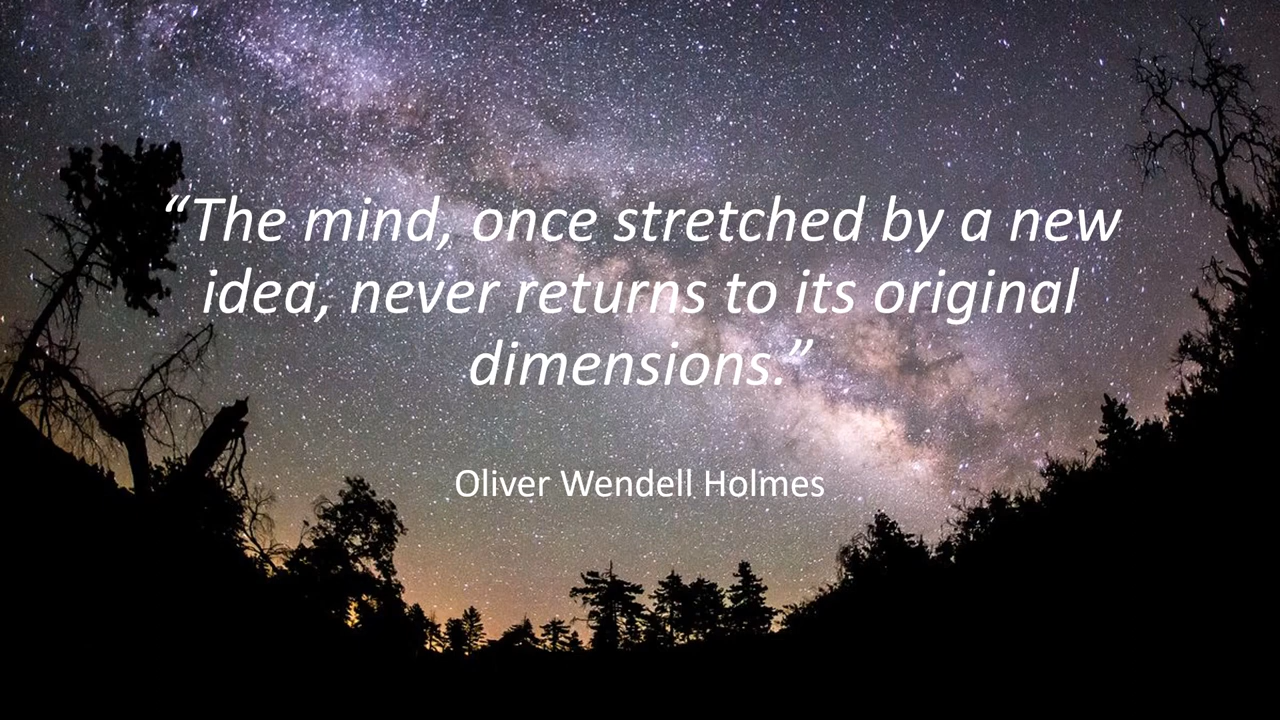 “The mind, once stretched by a new
idea, never returns to its original
dimensions.”
Oliver Wendell Holmes